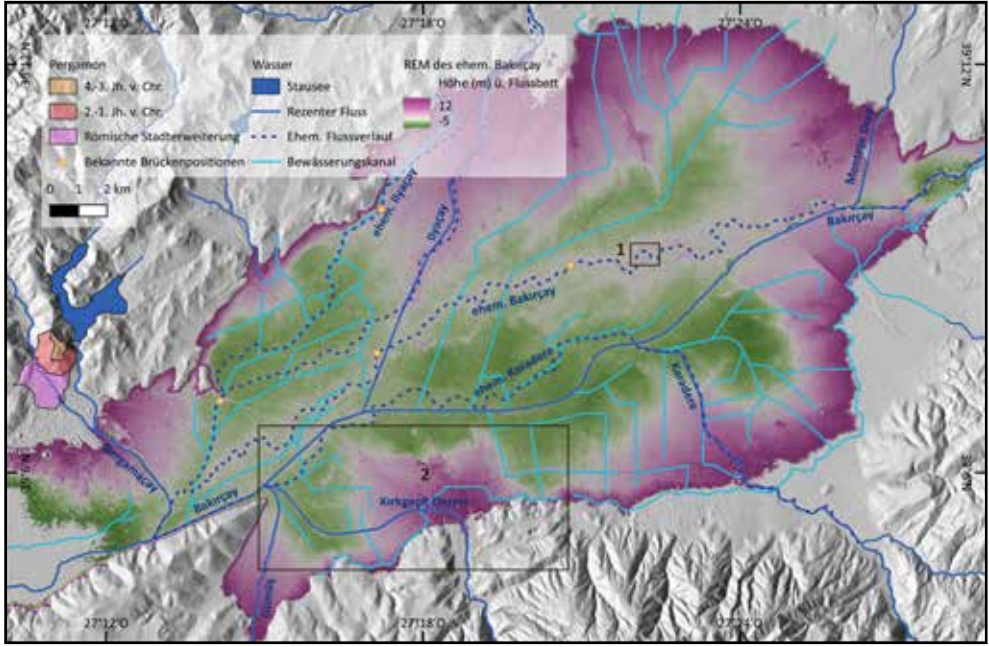 27°12'O 27°18'O 27°24'O
39°12'N
Pergamon
4.-3. Jh. v. Chr.
2.-1. Jh. v. Chr.
Römische Stadterweiterung
Bekannte Brückenpositionen
0 1 2 km
Wasser
Stausee
Rezenter Fluss
Ehem. Flussverlauf
Bewässerungskanal
REM des ehem. Bakırçay
Höhe (m) ü. Flussbett
12
-5
ehem. Ilyaçay
Ilyaçay
Bakırçay
1
ehem. Bakırçay
ehem. Karadere
Karadere
Bergamaçay
Bakırçay
2
Kırkgeçit Deresi
39°6'N
39°6'N
27°12'O 27°18'O 27°24'O